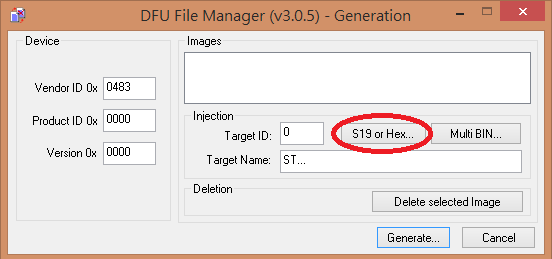 DFU File Manager (v3.0.5) - Generation
Device
Vendor ID 0x 0483
Product ID 0x 0000
Version 0x 0000
Images
Injection
Target ID: 0 S19 or Hex... Multi BIN...
Target Name: ST...
Deletion
Delete selected Image
Generate... Cancel